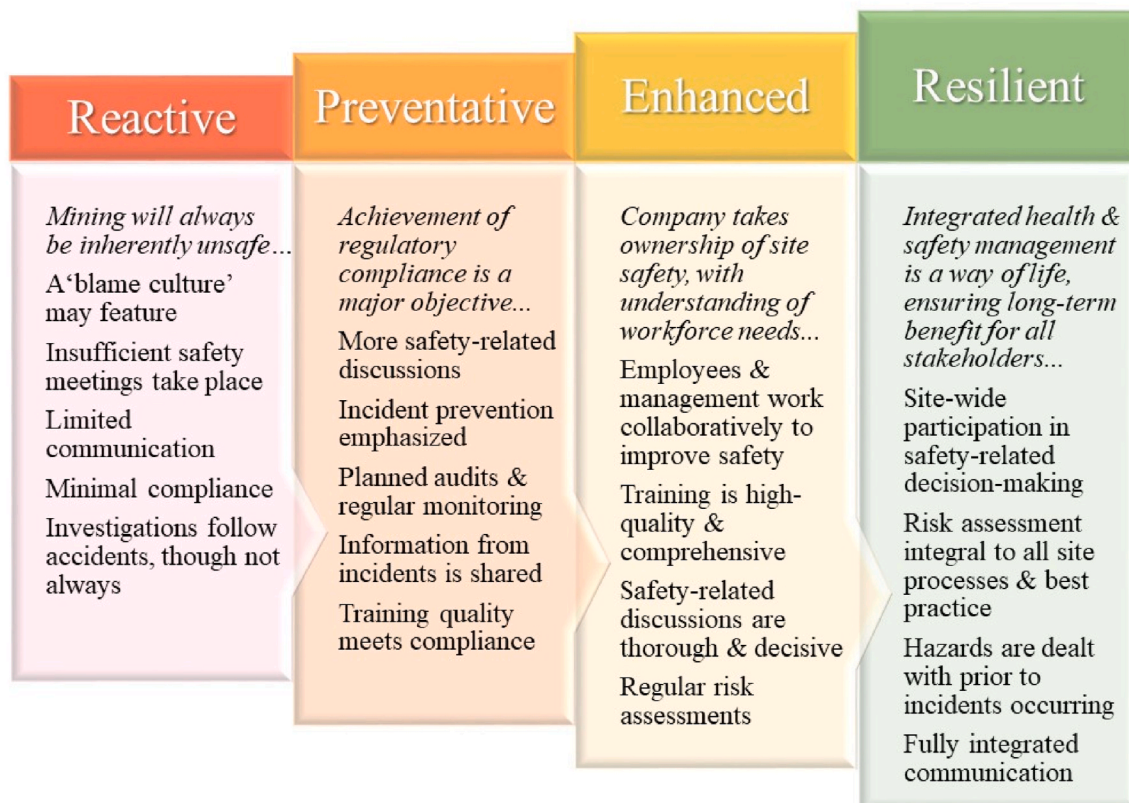 Reactive
Mining will always
be inherently unsafe...
A‘blame culture’
may feature
Insufficient safety
meetings take place
Limited
communication
Minimal compliance
Investigations follow
accidents, though not
always
Preventative
Achievement of
regulatory
compliance is a
major objective...
More safety-related
discussions
Incident prevention
emphasized
Planned audits &
regular monitoring
Information from
incidents is shared
Training quality
meets compliance
Enhanced
Company takes
ownership of site
safety, with
understanding of
workforce needs...
Employees &
management work
collaboratively to
improve safety
Training is high-
quality &
comprehensive
Safety-related
discussions are
thorough & decisive
Regular risk
assessments
Resilient
Integrated health &
safety management
is a way of life,
ensuring long-term
benefit for all
stakeholders...
Site-wide
participation in
safety-related
decision-making
Risk assessment
integral to all site
processes & best
practice
Hazards are dealt
with prior to
incidents occurring
Fully integrated
communication